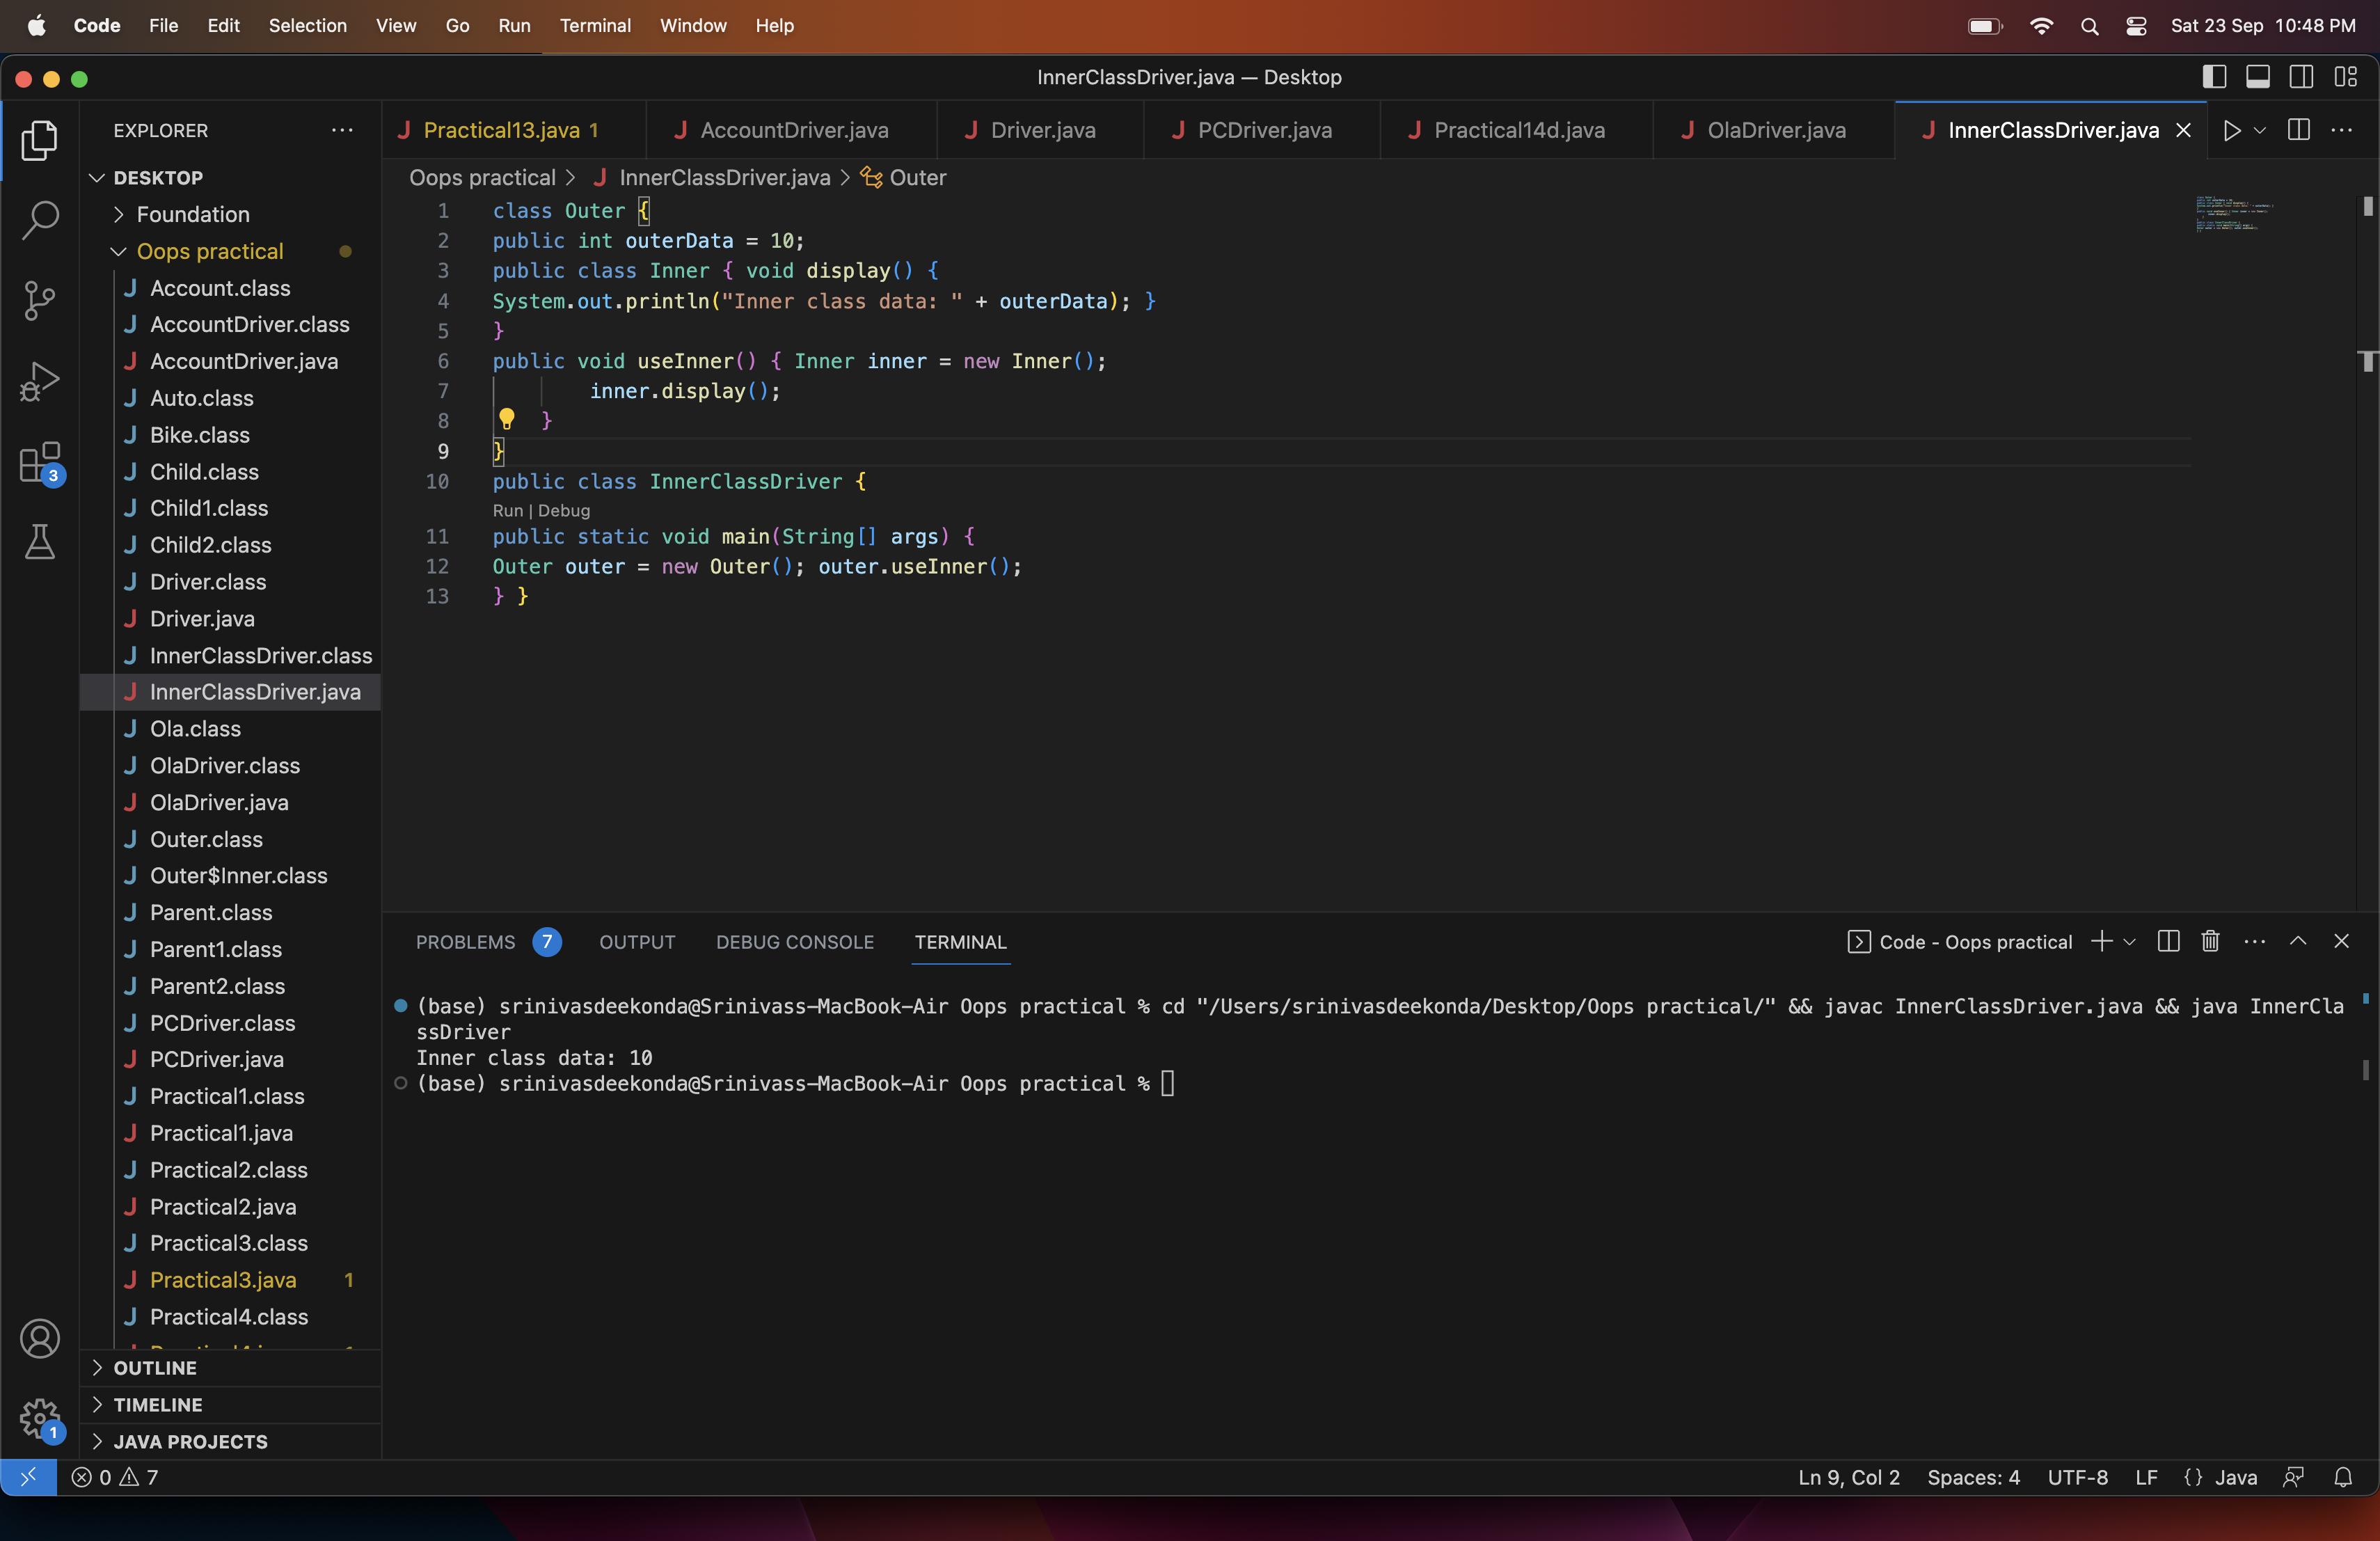 Code File Edit Selection View Go Run Terminal Window Help Sat 23 Sep 10:48 PM
InnerClassDriver.java — Desktop
EXPLORER
DESKTOP
Foundation
Oops practical
Account.class
AccountDriver.class
AccountDriver.java
Auto.class
Bike.class
Child.class
Child1.class
Child2.class
Driver.class
Driver.java
InnerClassDriver.class
InnerClassDriver.java
Ola.class
OlaDriver.class
OlaDriver.java
Outer.class
Outer$Inner.class
Parent.class
Parent1.class
Parent2.class
PCDriver.class
PCDriver.java
Practical1.class
Practical1.java
Practical2.class
Practical2.java
Practical3.class
Practical3.java 1
Practical4.class
OUTLINE
TIMELINE
JAVA PROJECTS
3
1
Practical13.java 1 AccountDriver.java Driver.java PCDriver.java Practical14d.java OlaDriver.java InnerClassDriver.java
Oops practical > InnerClassDriver.java > Outer
1 class Outer {
2 public int outerData = 10;
3 public class Inner { void display() {
4 System.out.println("Inner class data: " + outerData); }
5 }
6 public void useInner() { Inner inner = new Inner();
7 inner.display();
8 }
9 }
10 public class InnerClassDriver {
Run | Debug
11 public static void main(String[] args) {
12 Outer outer = new Outer(); outer.useInner();
13 } }
PROBLEMS 7 OUTPUT DEBUG CONSOLE TERMINAL Code - Oops practical
(base) srinivasdeekonda@Srinivass-MacBook-Air Oops practical % cd "/Users/srinivasdeekonda/Desktop/Oops practical/" && javac InnerClassDriver.java && java InnerCla
ssDriver
Inner class data: 10
(base) srinivasdeekonda@Srinivass-MacBook-Air Oops practical %
0 7 Ln 9, Col 2 Spaces: 4 UTF-8 LF {} Java